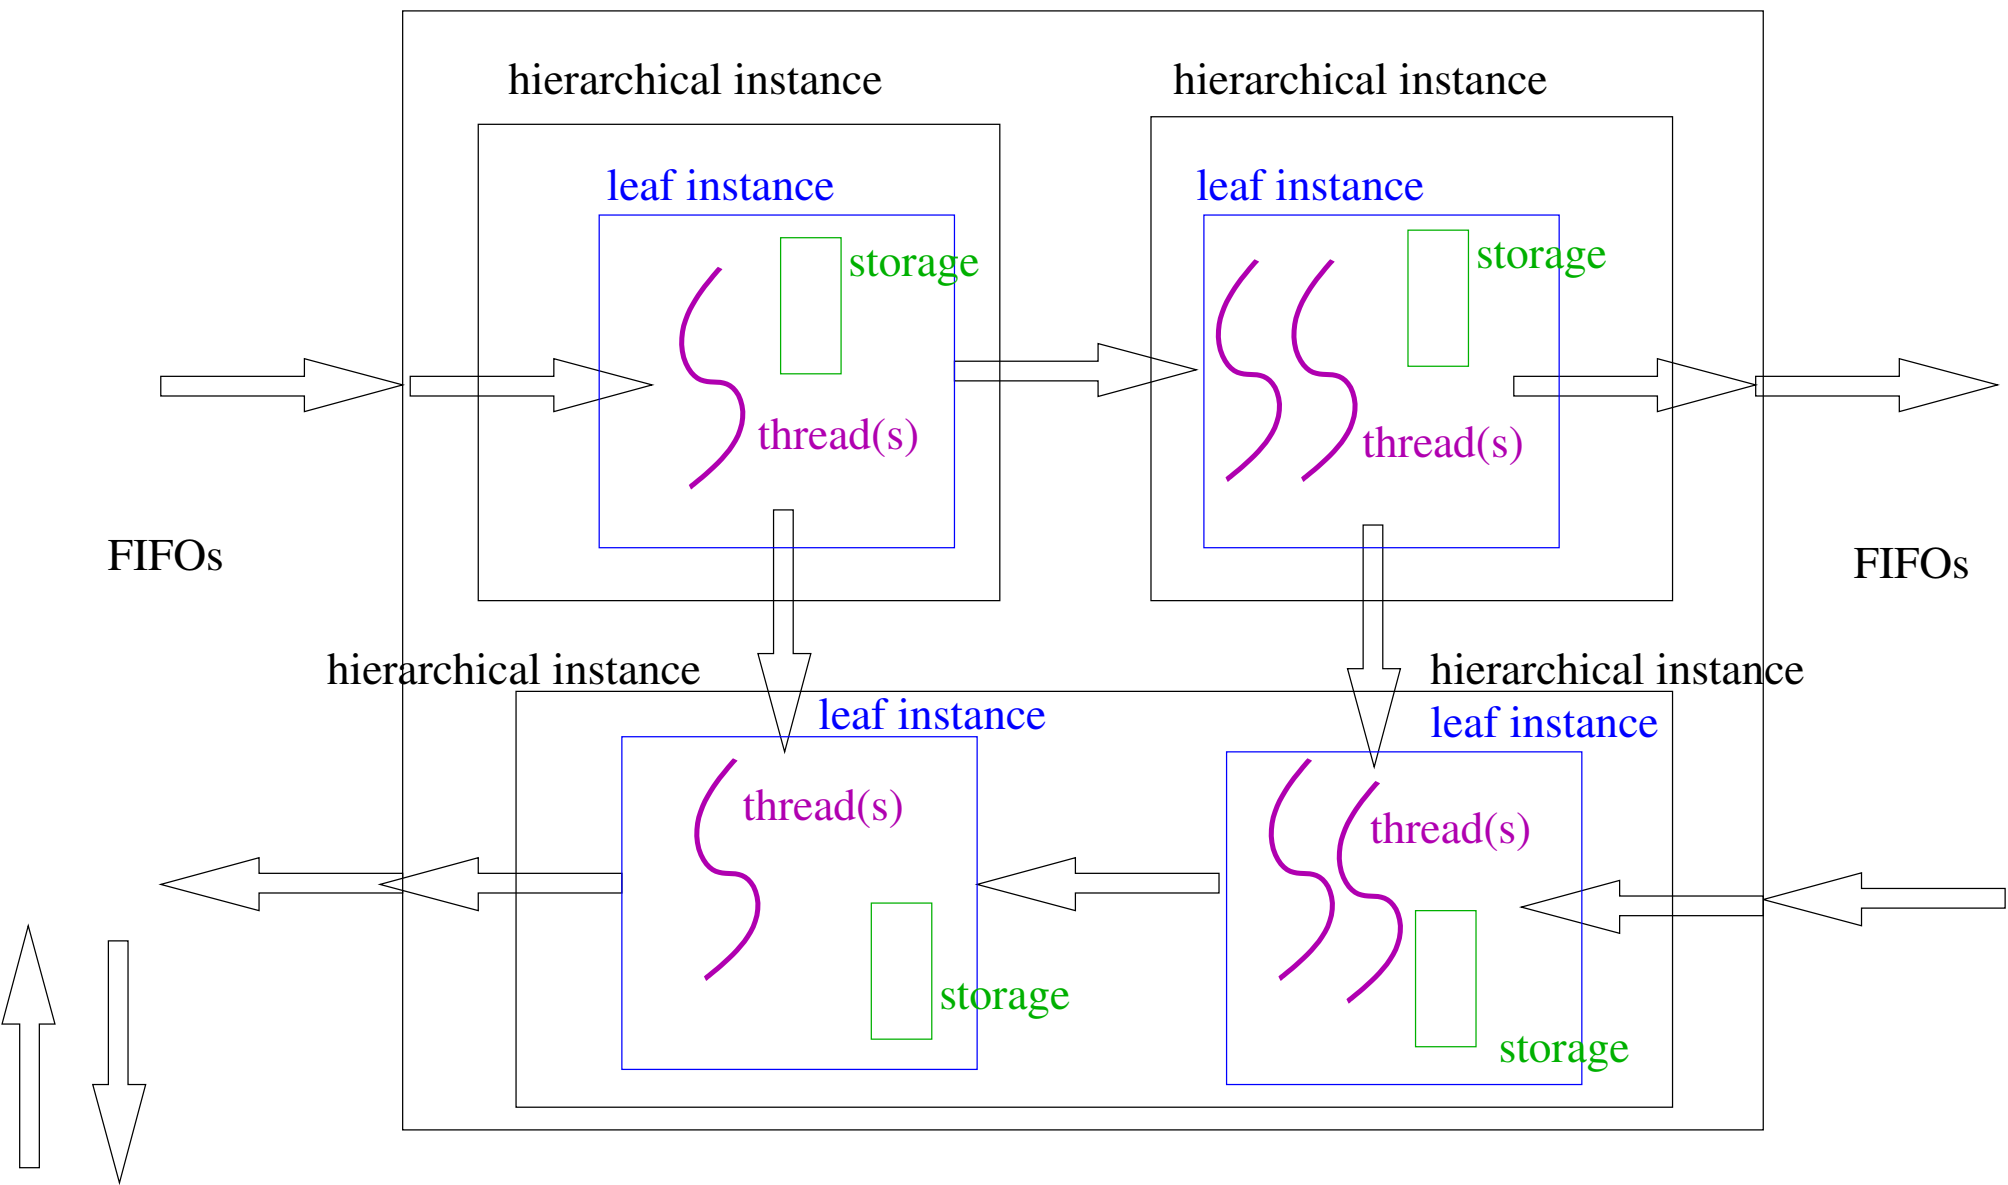 hierarchical instance
hierarchical instance
leaf instance
leaf instance
storage
storage
thread(s)
thread(s)
FIFOs
FIFOs
hierarchical instance
hierarchical instance
leaf instance
leaf instance
thread(s)
thread(s)
storage
storage